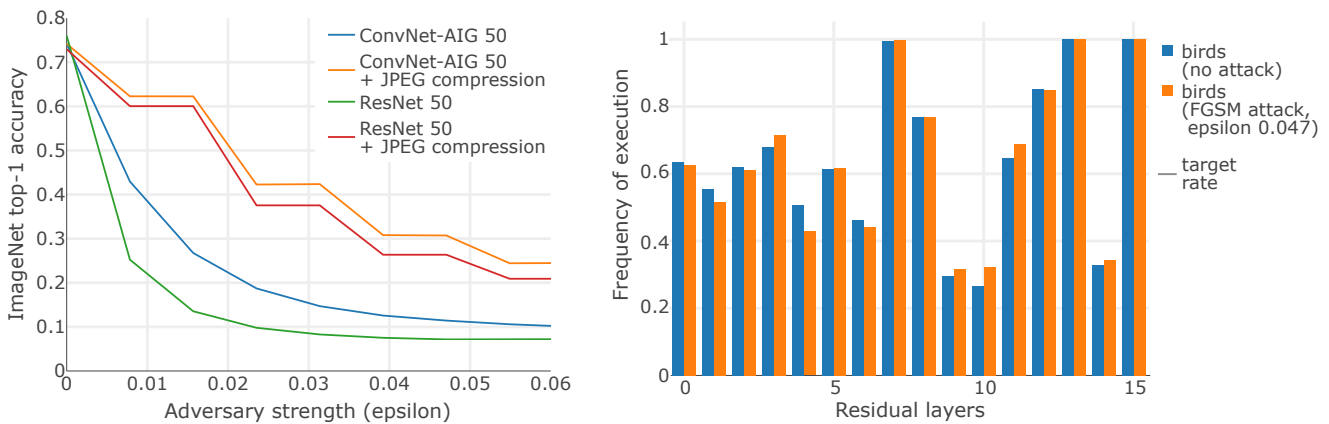 ImageNet top-1 accuracy
0.8
0.7
0.6
0.5
0.4
0.3
0.2
0.1
0
0
0.01
0.02
0.03
0.04
0.05
0.06
Adversary strength (epsilon)
ConvNet-AIG 50
ConvNet-AIG 50
+ JPEG compression
ResNet 50
ResNet 50
+ JPEG compression
Frequency of execution
1
0.8
0.6
0.4
0.2
0
0
5
10
15
Residual layers
birds
(no attack)
birds
(FGSM attack,
epsilon 0.047)
target
rate